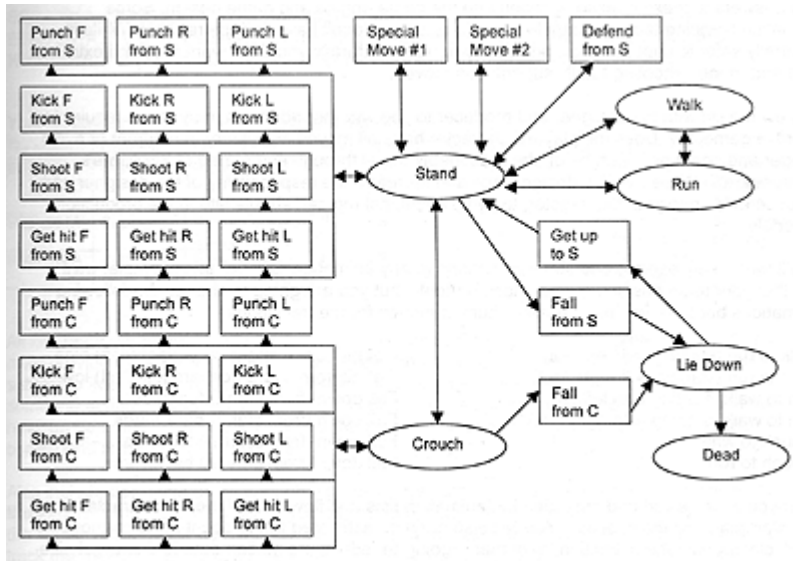 Punch F
from S
Punch R
from S
Punch L
from S
Special
Move #1
Special
Move #2
Defend
from S
Kick F
from S
Kick R
from S
Kick L
from S
Walk
Shoot F
from S
Shoot R
from S
Shoot L
from S
Stand
Run
Get hit F
from S
Get hit R
from S
Get hit L
from S
Get up
to S
Punch F
from C
Punch R
from C
Punch L
from C
Fall
from S
Kick F
from C
Kick R
from C
Kick L
from C
Lie Down
Fall
from C
Shoot F
from C
Shoot R
from C
Shoot L
from C
Crouch
Dead
Get hit F
from C
Get hit R
from C
Get hit L
from C